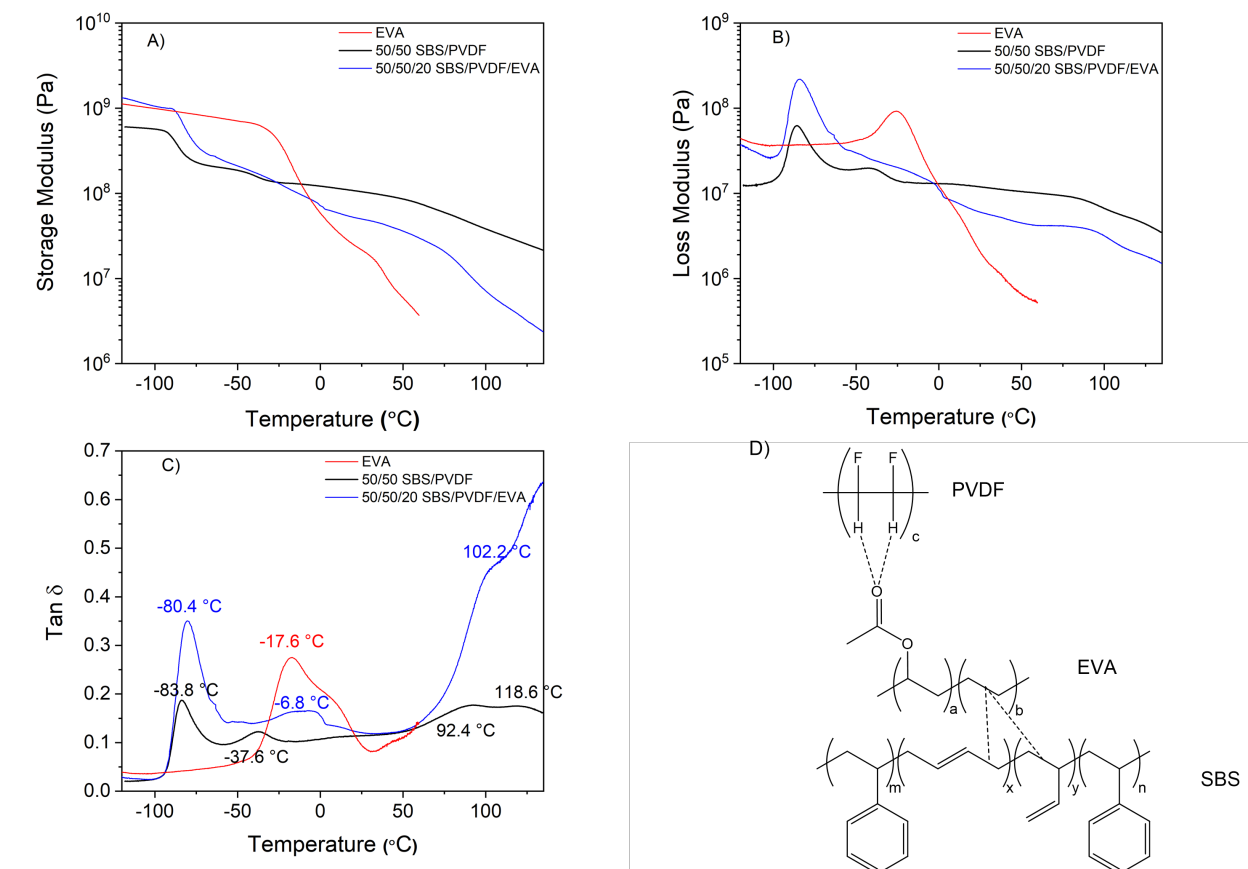 A)
EVA
50/50 SBS/PVDF
50/50/20 SBS/PVDF/EVA
10^10
10^9
10^8
10^7
10^6
Storage Modulus (Pa)
-100 -50 0 50 100
Temperature (°C)
B)
EVA
50/50 SBS/PVDF
50/50/20 SBS/PVDF/EVA
10^9
10^8
10^7
10^6
10^5
Loss Modulus (Pa)
-100 -50 0 50 100
Temperature (°C)
C)
EVA
50/50 SBS/PVDF
50/50/20 SBS/PVDF/EVA
0.7
0.6
0.5
0.4
0.3
0.2
0.1
0.0
Tan δ
102.2 °C
-80.4 °C
-17.6 °C
-83.8 °C
118.6 °C
-6.8 °C
92.4 °C
-37.6 °C
-100 -50 0 50 100
Temperature (°C)
D)
F F
PVDF
H H
c
O
O
EVA
a b
SBS
m x y n